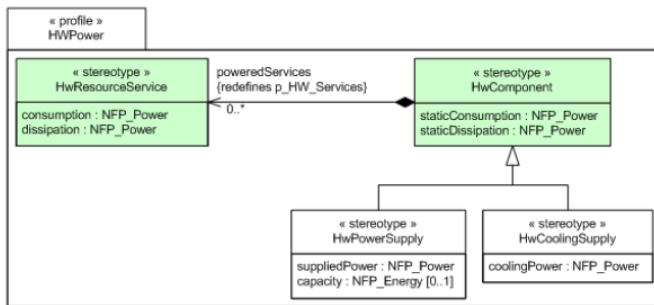 « profile »
HWPower
« stereotype »
HwResourceService
consumption : NFP_Power
dissipation : NFP_Power
poweredServices
{redefines p_HW_Services}
0..*
« stereotype »
HwComponent
staticConsumption : NFP_Power
staticDissipation : NFP_Power
« stereotype »
HwPowerSupply
suppliedPower : NFP_Power
capacity : NFP_Energy [0..1]
« stereotype »
HwCoolingSupply
coolingPower : NFP_Power